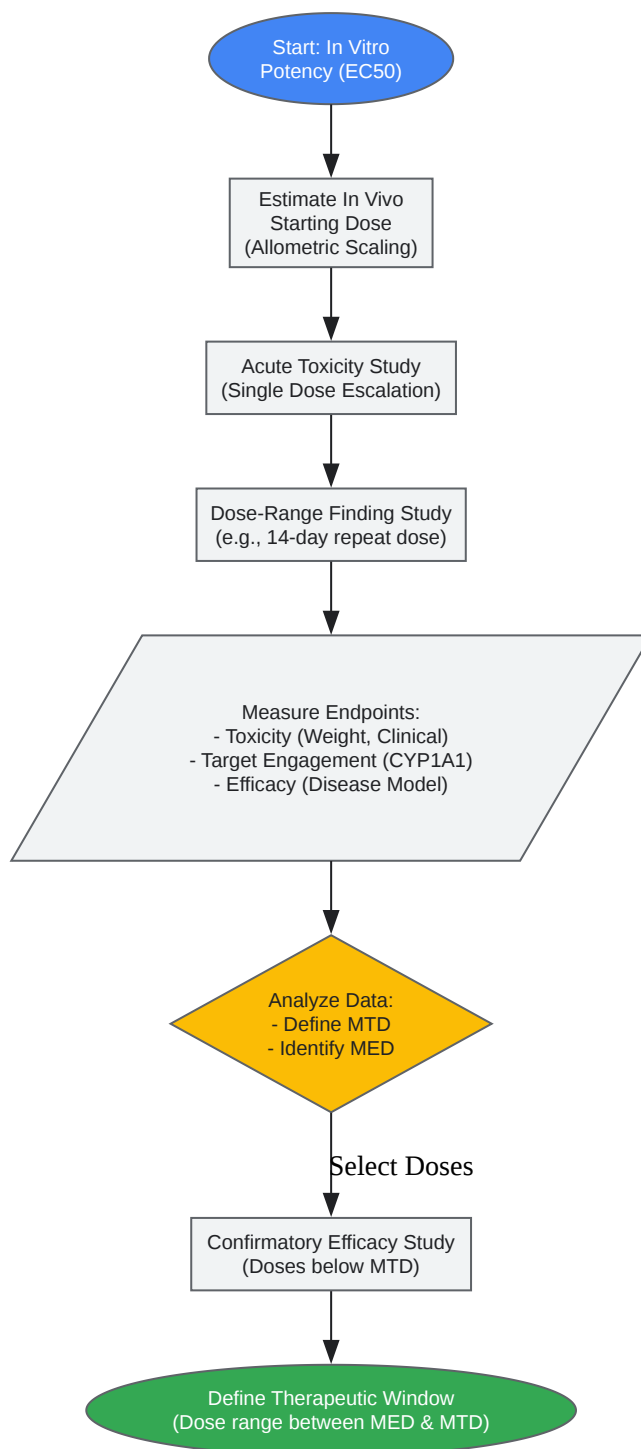 Start: In Vitro
Potency (EC50)
Estimate In Vivo
Starting Dose
(Allometric Scaling)
Acute Toxicity Study
(Single Dose Escalation)
Dose-Range Finding Study
(e.g., 14-day repeat dose)
Measure Endpoints:
- Toxicity (Weight, Clinical)
- Target Engagement (CYP1A1)
- Efficacy (Disease Model)
Analyze Data:
- Define MTD
- Identify MED
Select Doses
Confirmatory Efficacy Study
(Doses below MTD)
Define Therapeutic Window
(Dose range between MED & MTD)